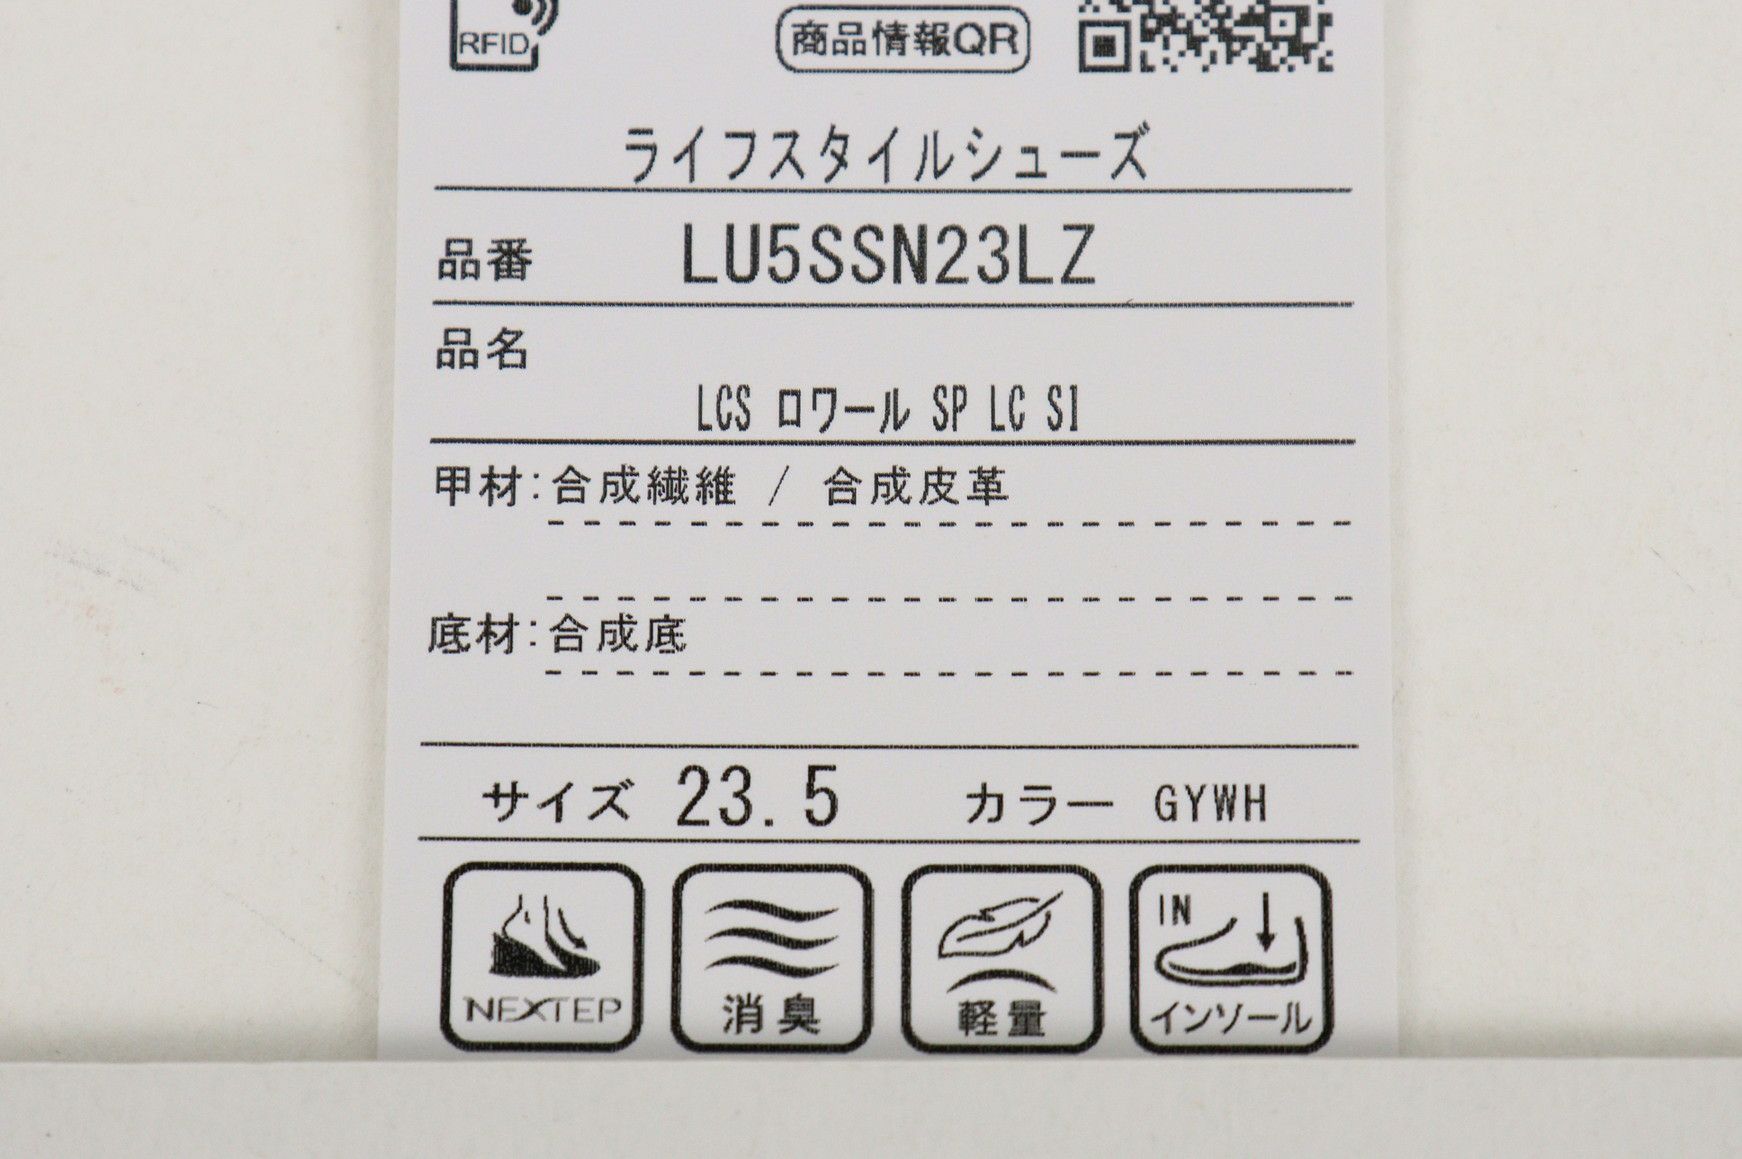 RFID 商品情報QR
ライフスタイルシューズ
品番 LU5SSN23LZ
品名
LCS ロワール SP LC SI
甲材:合成繊維 / 合成皮革
底材:合成底
サイズ 23.5 カラー GYWH
IN
NEXTEP 消臭 軽量 インソール